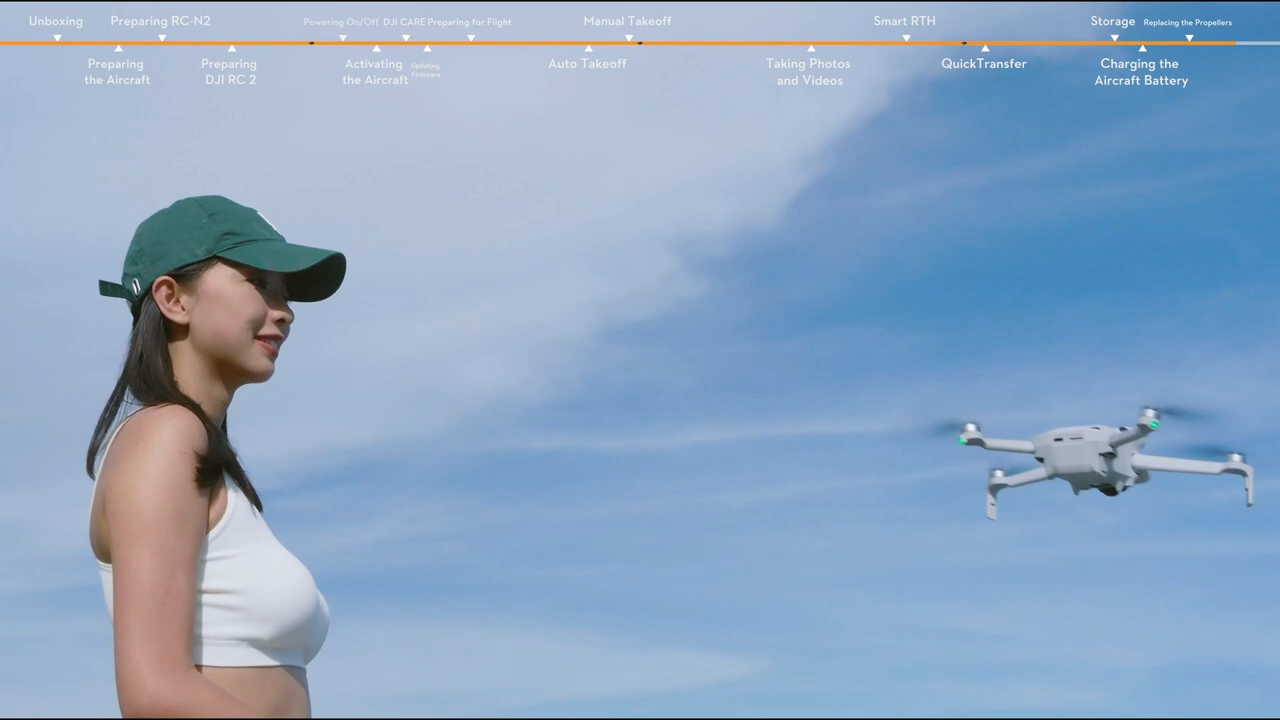 Unboxing
Preparing RC-N2
Powering On/Off
DJI CARE
Preparing for Flight
Manual Takeoff
Smart RTH
Storage
Replacing the Propellers
Preparing
the Aircraft
Preparing
DJI RC 2
Activating
the Aircraft
Updating
Firmware
Auto Takeoff
Taking Photos
and Videos
QuickTransfer
Charging the
Aircraft Battery